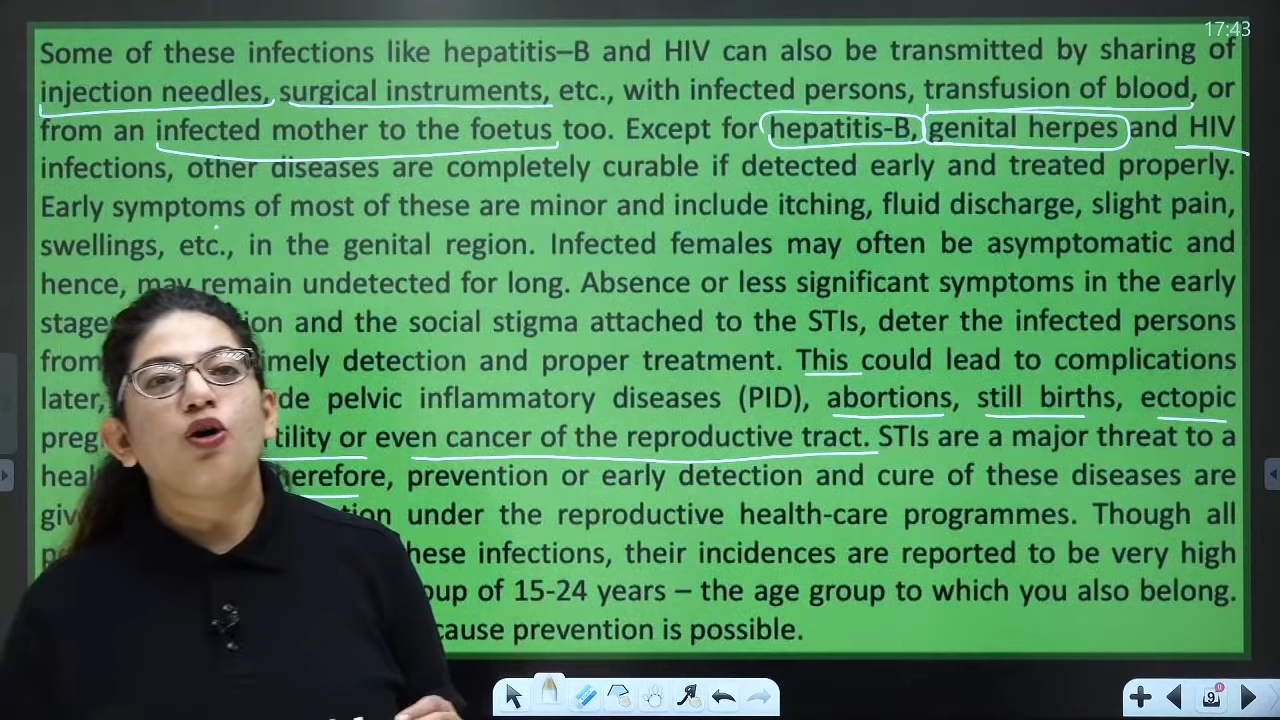 17:43
Some of these infections like hepatitis–B and HIV can also be transmitted by sharing of
injection needles, surgical instruments, etc., with infected persons, transfusion of blood, or
from an infected mother to the foetus too. Except for hepatitis-B, genital herpes and HIV
infections, other diseases are completely curable if detected early and treated properly.
Early symptoms of most of these are minor and include itching, fluid discharge, slight pain,
swellings, etc., in the genital region. Infected females may often be asymptomatic and
hence, may remain undetected for long. Absence or less significant symptoms in the early
and the social stigma attached to the STIs, deter the infected persons
from detection and proper treatment. This could lead to complications
later, pelvic inflammatory diseases (PID), abortions, still births, ectopic
or even cancer of the reproductive tract. STIs are a major threat to a
prevention or early detection and cure of these diseases are
under the reproductive health-care programmes. Though all
infections, their incidences are reported to be very high
of 15-24 years – the age group to which you also belong.
prevention is possible.
9